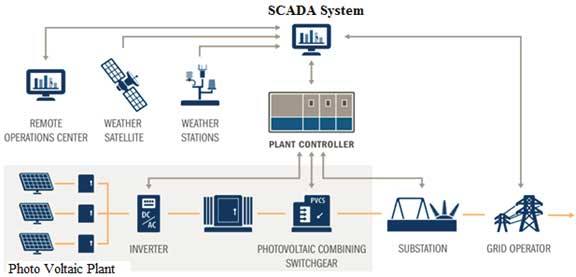 SCADA System
REMOTE
OPERATIONS CENTER
WEATHER
SATELLITE
WEATHER
STATIONS
PLANT CONTROLLER
DC/
AC
PVCS
INVERTER
PHOTOVOLTAIC COMBINING
SWITCHGEAR
SUBSTATION
GRID OPERATOR
Photo Voltaic Plant